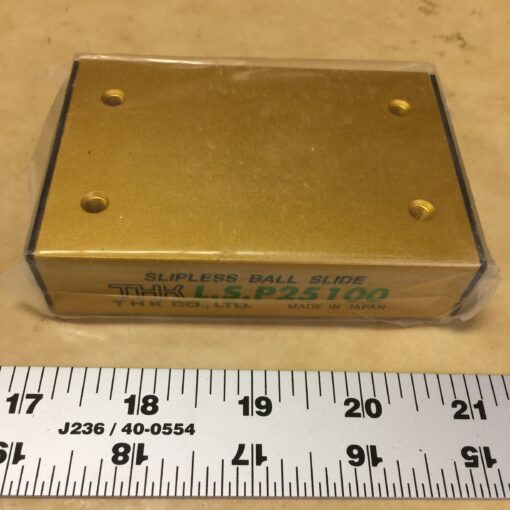 SLIPLESS BALL SLIDE
THK L.S.P25100
THK CO., LTD. MADE IN JAPAN
17 18 19 20 21
J236 / 40-0554
19 18 17 16 15